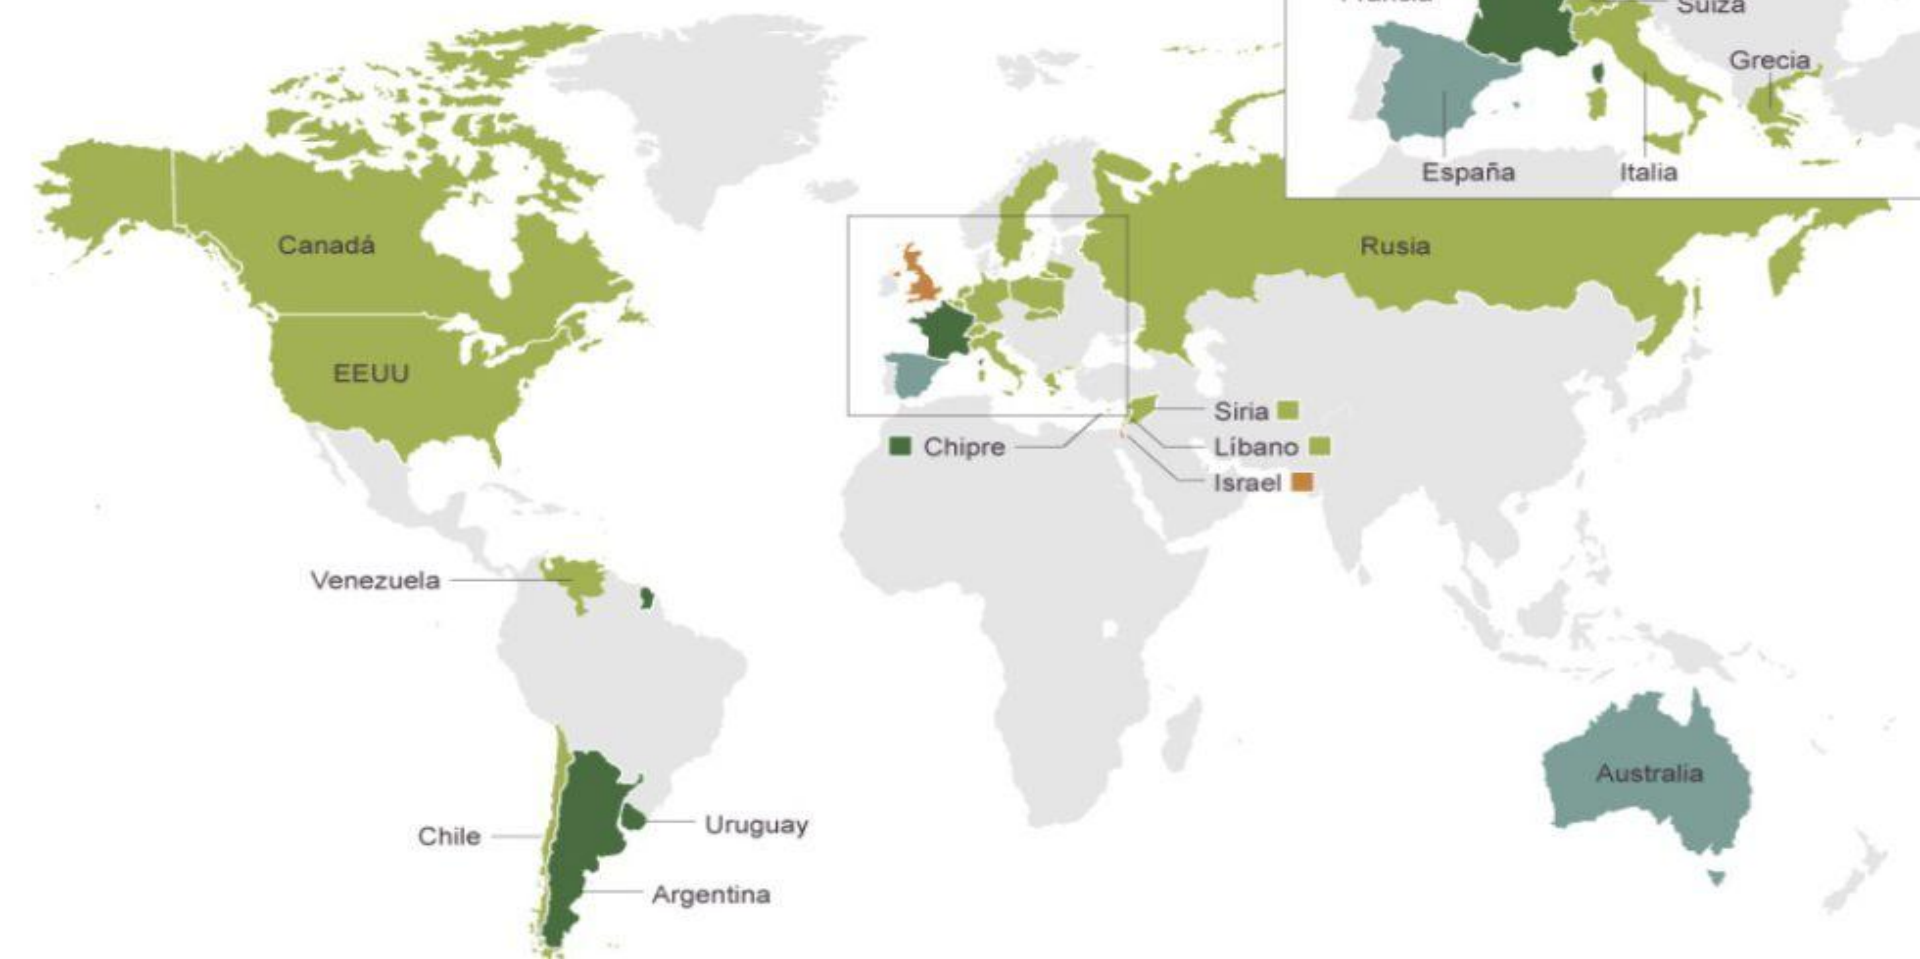 Suiza
Grecia
España
Italia
Canadá
Rusia
EEUU
Siria
Chipre
Líbano
Israel
Venezuela
Australia
Chile
Uruguay
Argentina